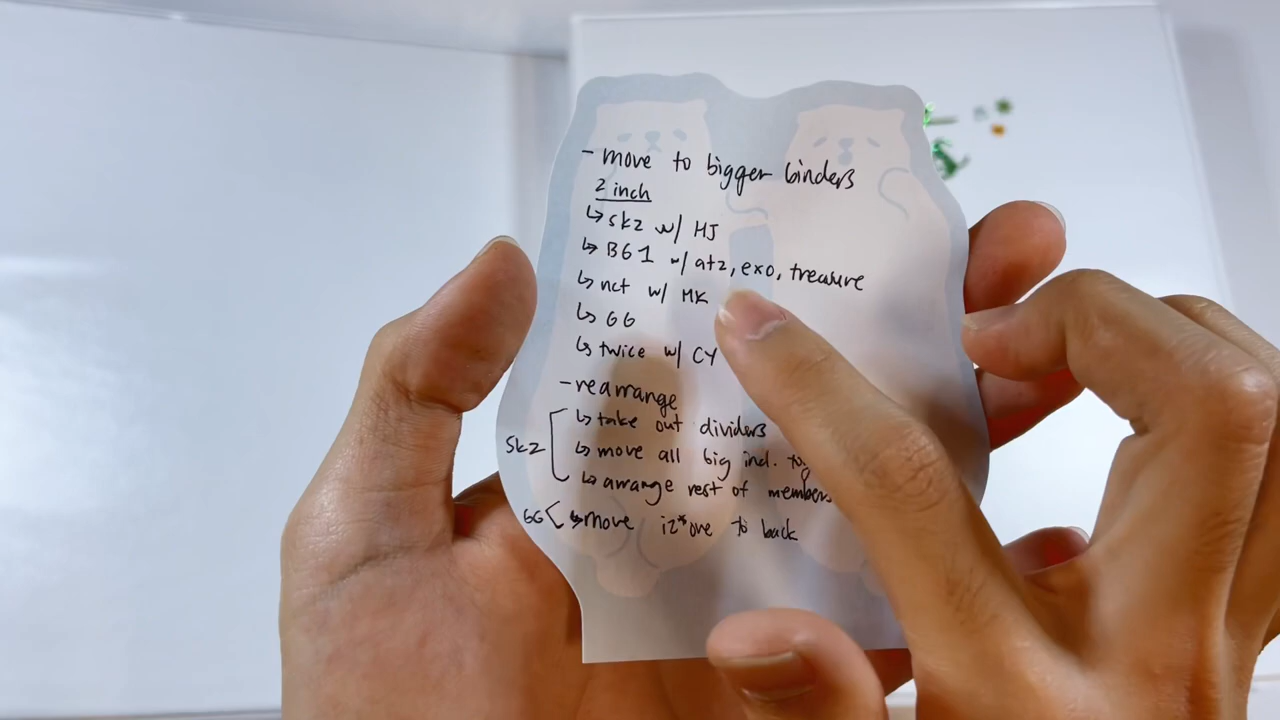 - move to bigger binders
2 inch
↳ skz w/ HJ
↳ BG1 w/ atz, exo, treasure
↳ nct w/ MK
↳ GG
↳ twice w/ CY
- rearrange
↳ take out dividers
skz ↳ move all big incl.
↳ arrange rest of members
GG ↳ move iz*one to back